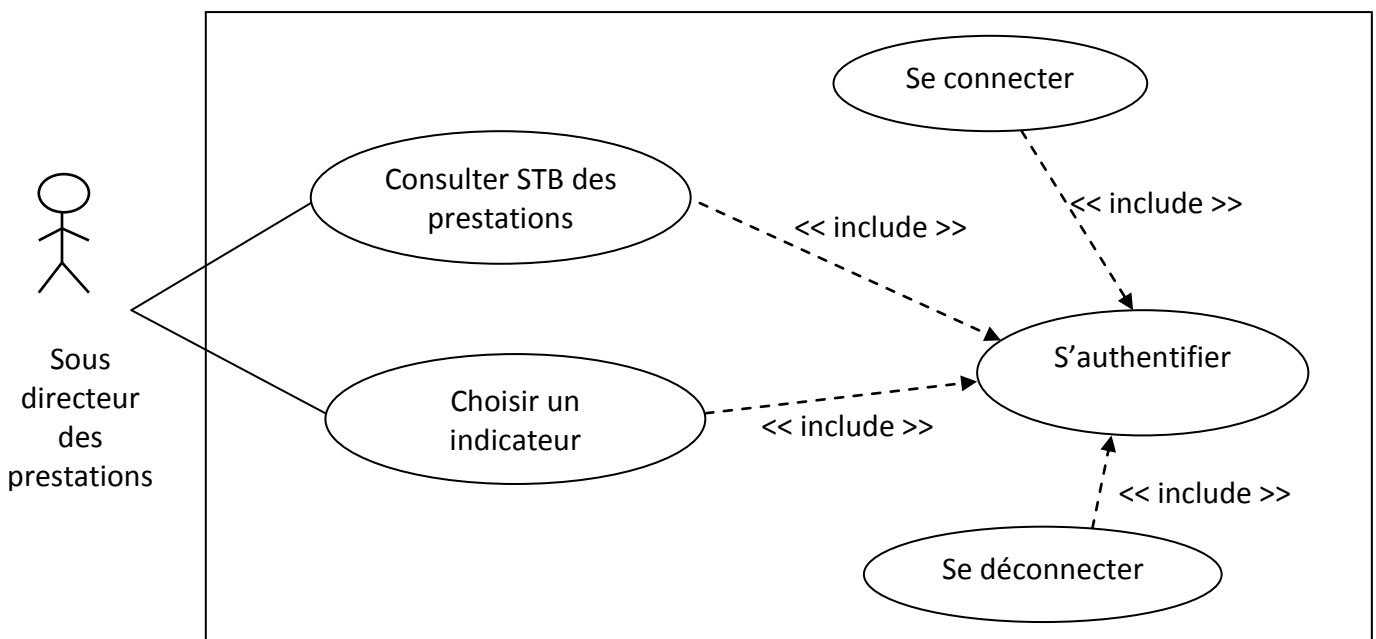 Se connecter
Consulter STB des
prestations
<< include >>
<< include >>
Sous
directeur
des
prestations
S’authentifier
Choisir un
indicateur
<< include >>
<< include >>
Se déconnecter